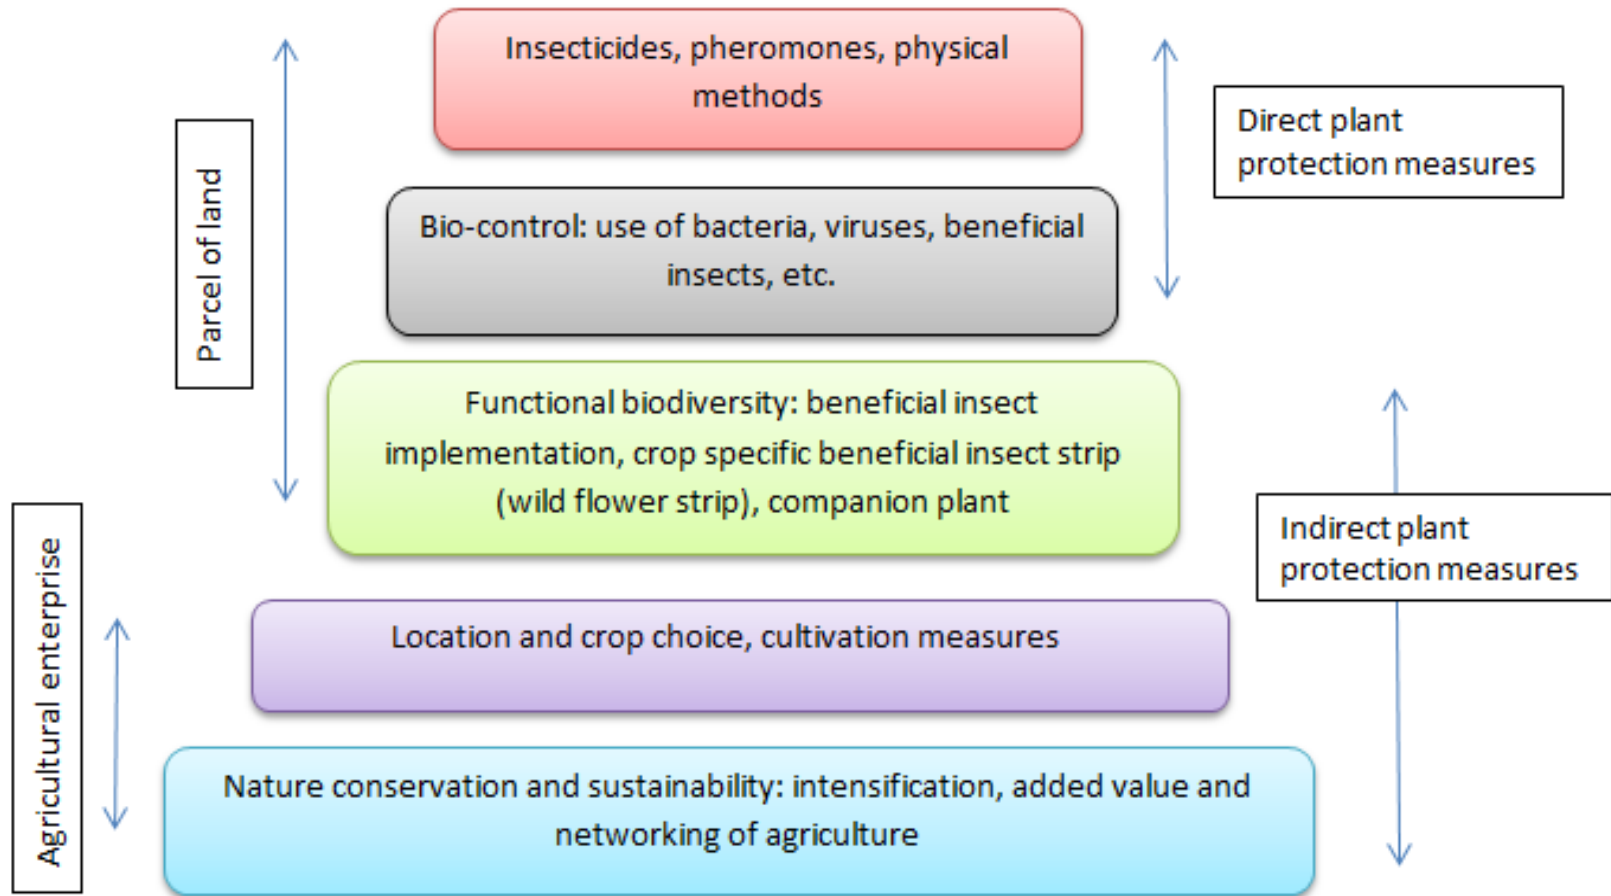 Insecticides, pheromones, physical
methods
Direct plant
protection measures
Parcel of land
Bio-control: use of bacteria, viruses, beneficial
insects, etc.
Functional biodiversity: beneficial insect
implementation, crop specific beneficial insect strip
(wild flower strip), companion plant
Indirect plant
protection measures
Agricultural enterprise
Location and crop choice, cultivation measures
Nature conservation and sustainability: intensification, added value and
networking of agriculture